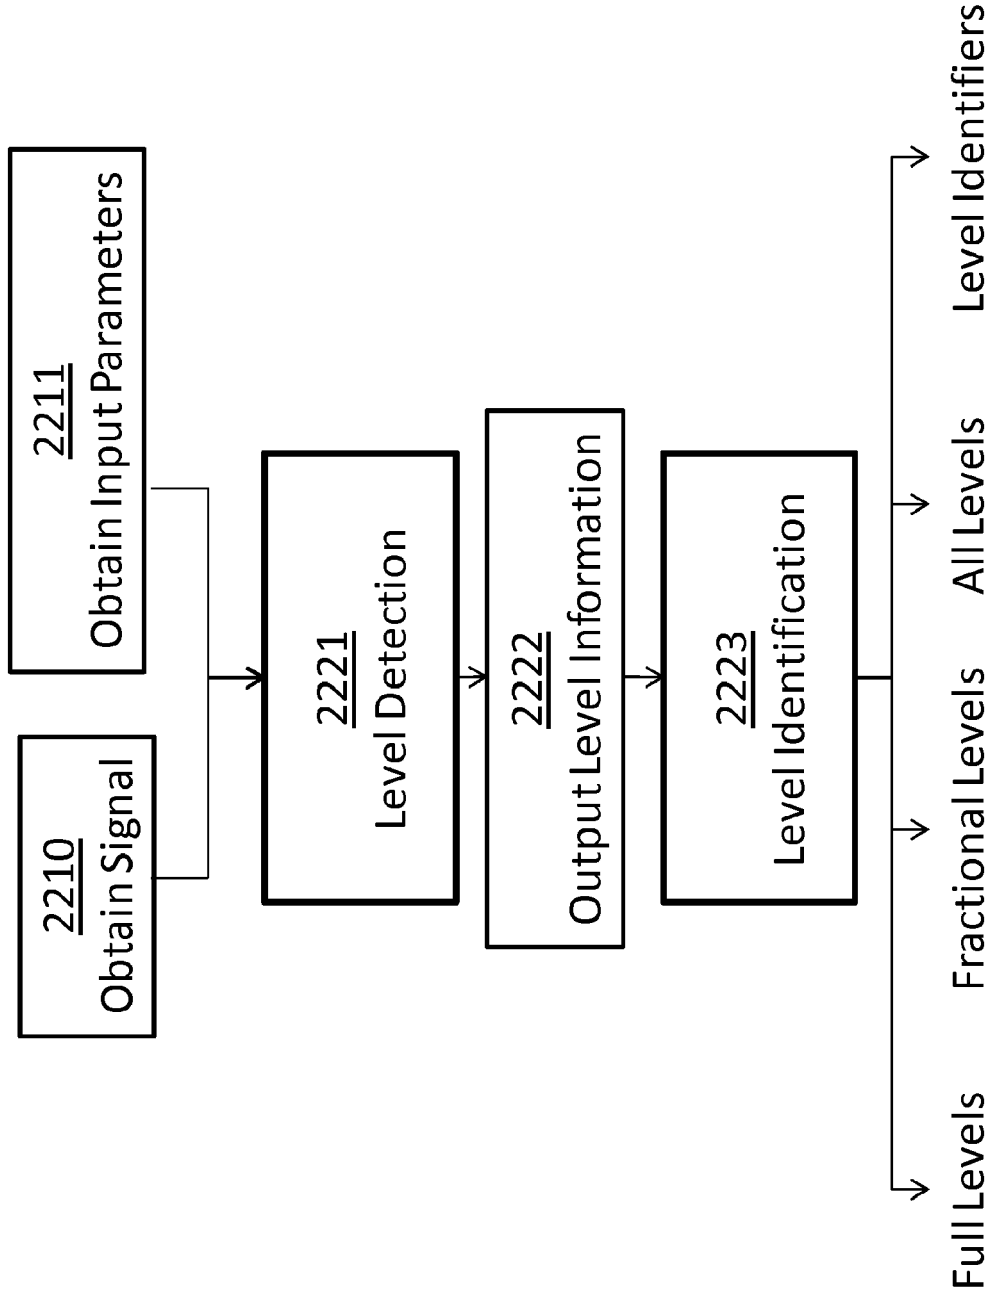 2210
Obtain Signal
2211
Obtain Input Parameters
2221
Level Detection
2222
Output Level Information
2223
Level Identification
Full Levels
Fractional Levels
All Levels
Level Identifiers